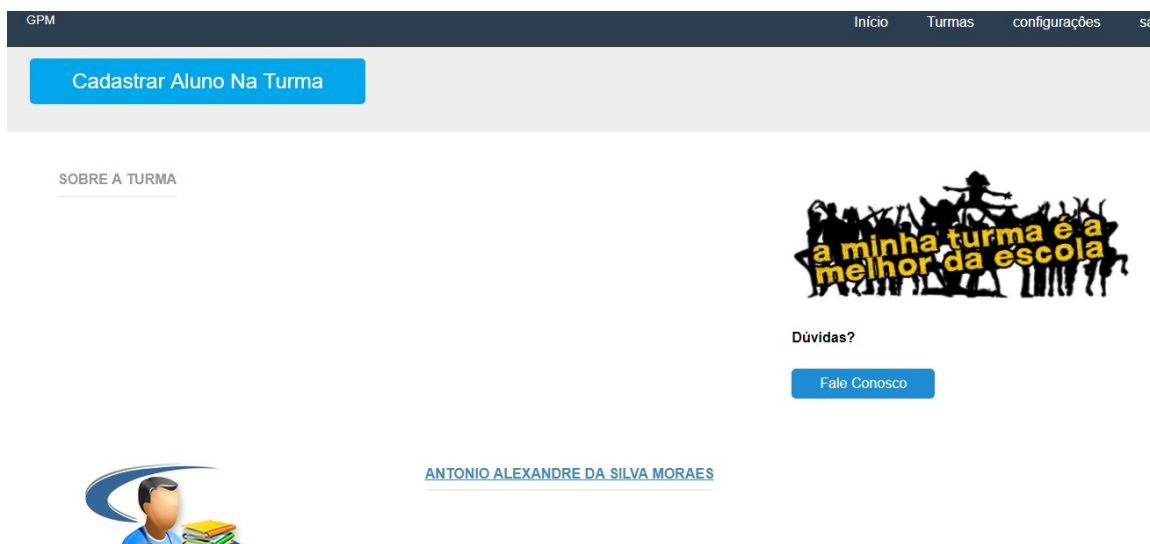 GPM
Início Turmas configurações
Cadastrar Aluno Na Turma
SOBRE A TURMA
a minha turma é a
melhor da escola
Dúvidas?
Fale Conosco
ANTONIO ALEXANDRE DA SILVA MORAES